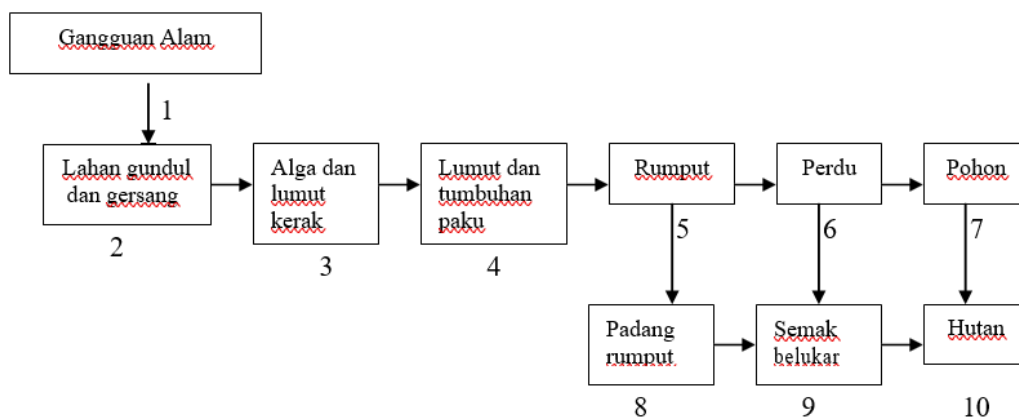 Gangguan Alam
1
Lahan gundul
dan gersang
2
Alga dan
lumut
kerak
3
Lumut dan
tumbuhan
paku
4
Rumput
5
Perdu
6
Pohon
7
Padang
rumput
8
Semak
belukar
9
Hutan
10